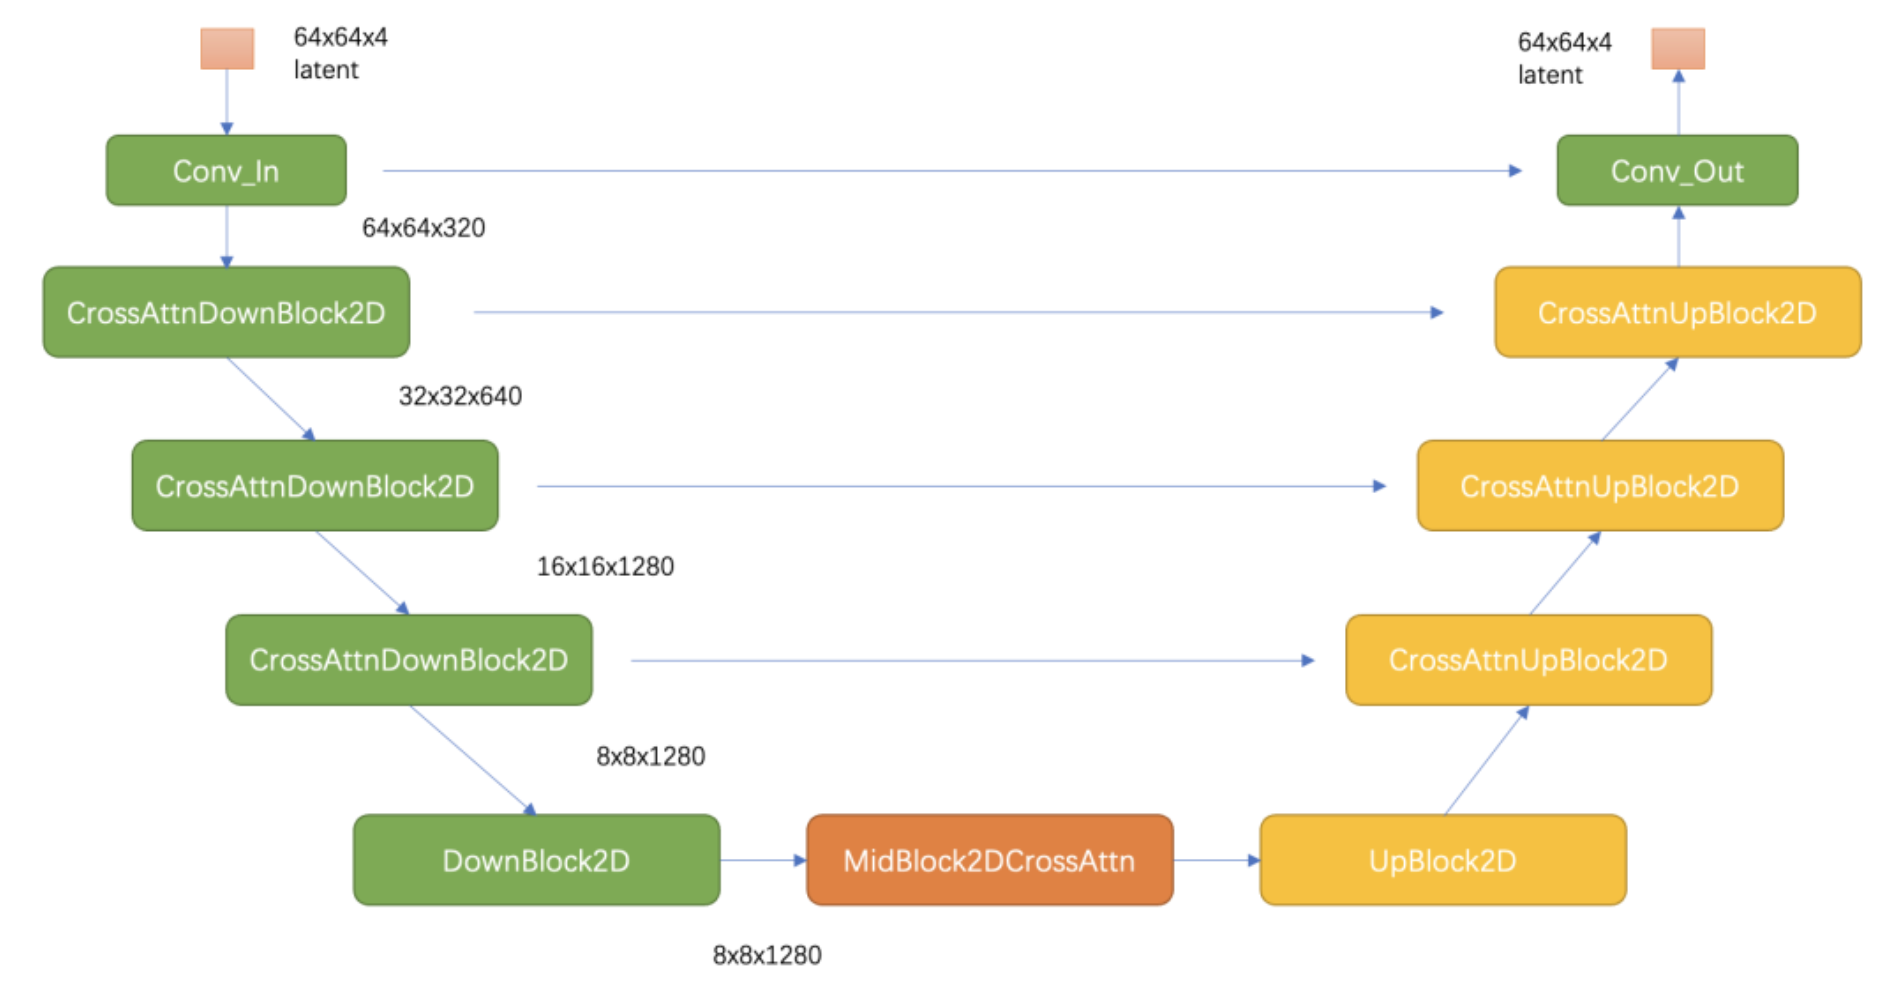 64x64x4
latent
64x64x4
latent
Conv_In
Conv_Out
64x64x320
CrossAttnDownBlock2D
CrossAttnUpBlock2D
32x32x640
CrossAttnDownBlock2D
CrossAttnUpBlock2D
16x16x1280
CrossAttnDownBlock2D
CrossAttnUpBlock2D
8x8x1280
DownBlock2D
MidBlock2DCrossAttn
UpBlock2D
8x8x1280